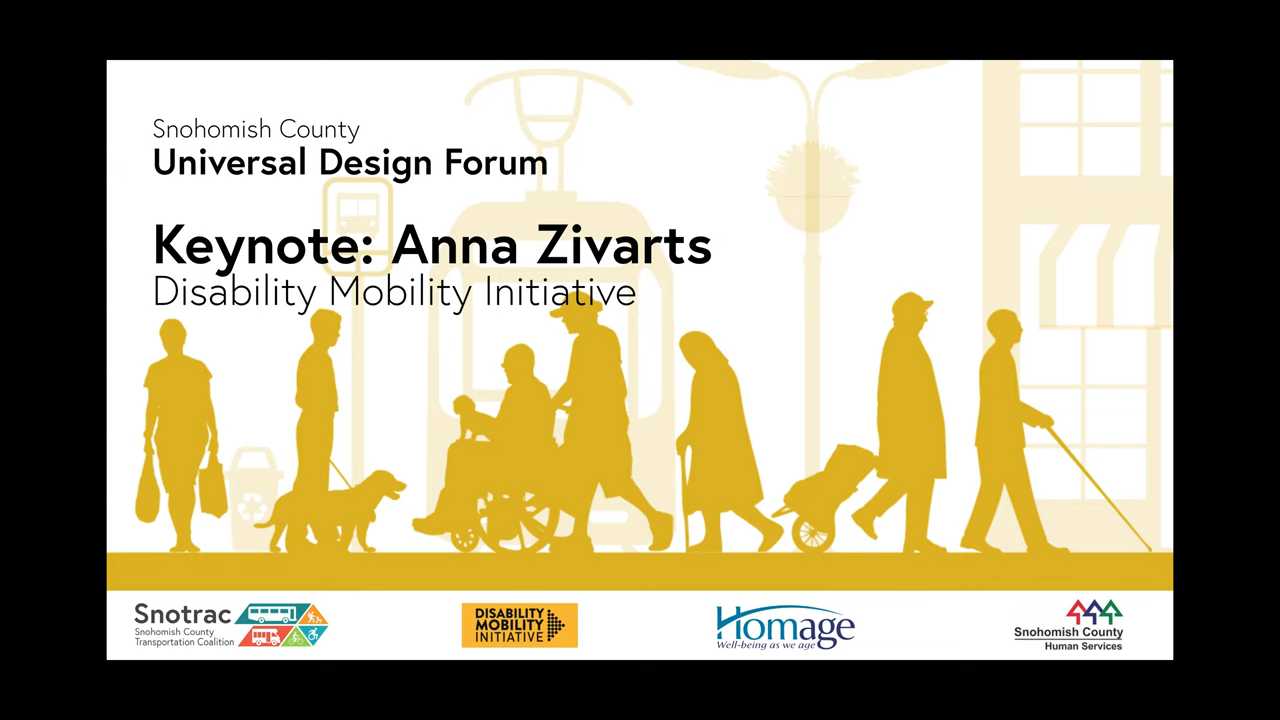 Snohomish County
Universal Design Forum
Keynote: Anna Zivarts
Disability Mobility Initiative
Snotrac
Snohomish County
Transportation Coalition
DISABILITY
MOBILITY
INITIATIVE
Homage
Well-being as we age
Snohomish County
Human Services